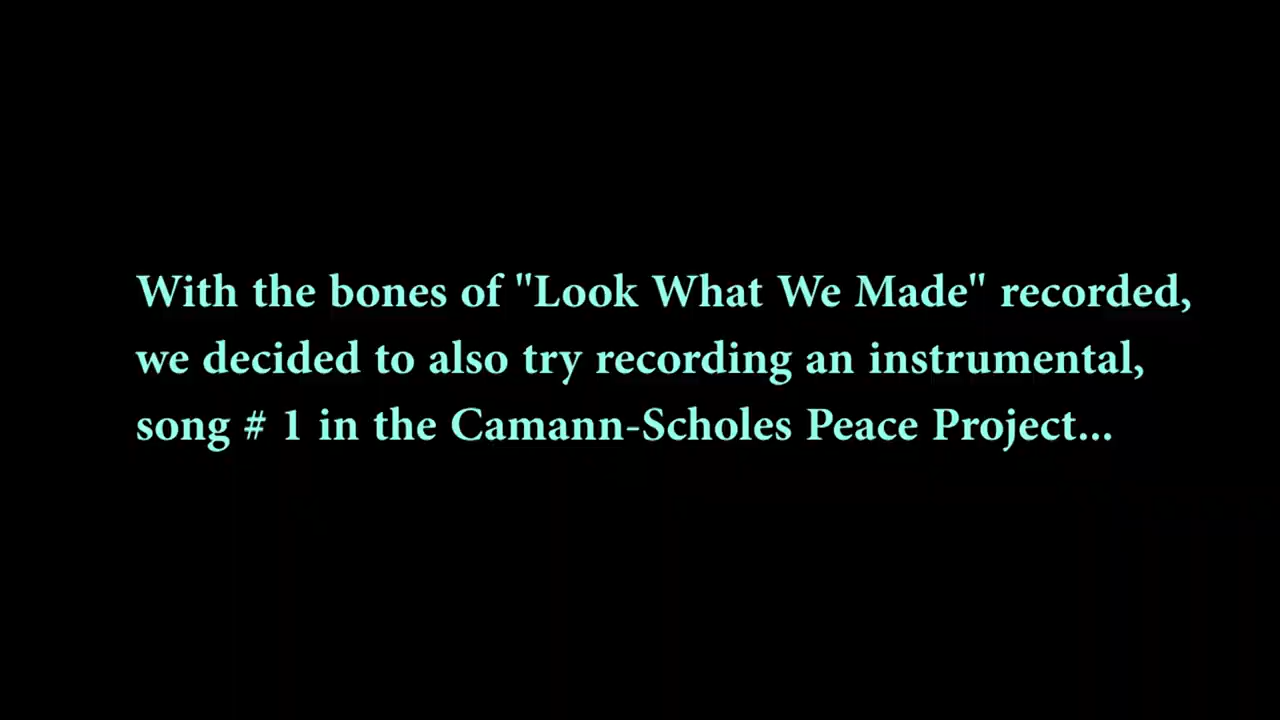 With the bones of "Look What We Made" recorded,
we decided to also try recording an instrumental,
song # 1 in the Camann-Scholes Peace Project...